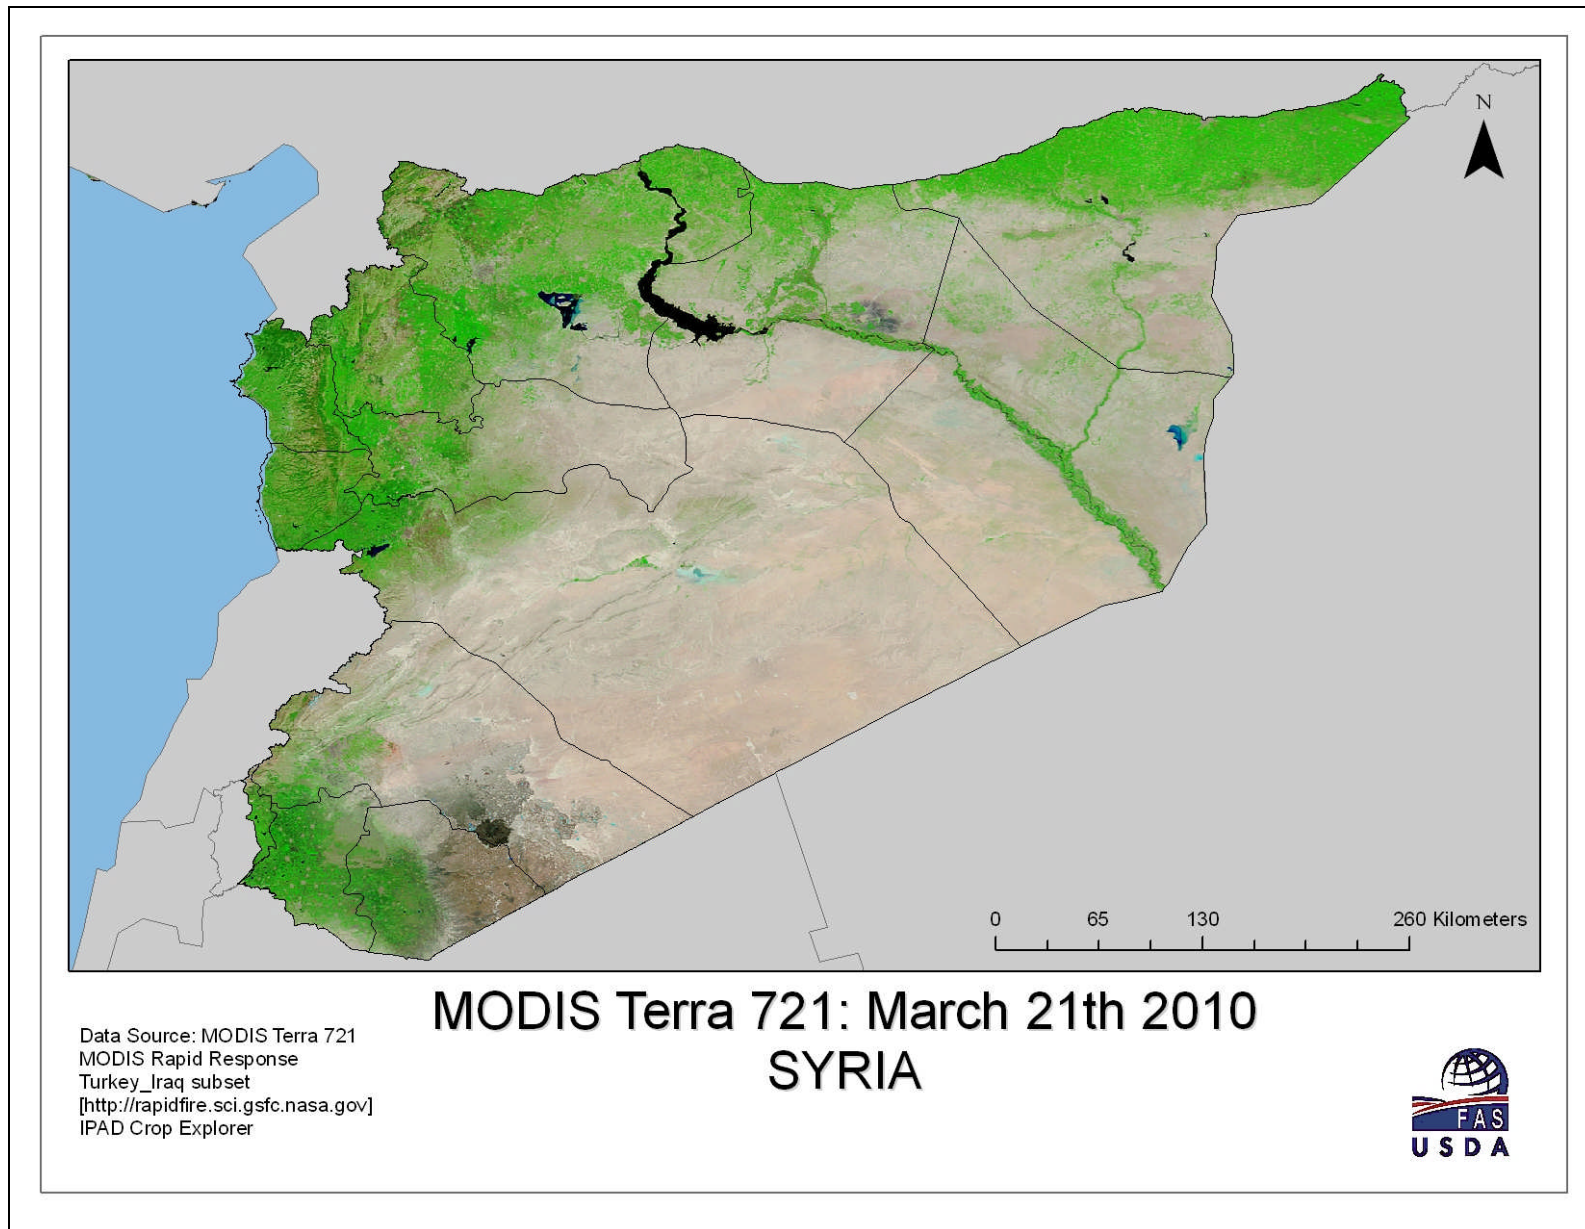 N
0 65 130 260 Kilometers
MODIS Terra 721: March 21th 2010
SYRIA
Data Source: MODIS Terra 721
MODIS Rapid Response
Turkey_Iraq subset
[http://rapidfire.sci.gsfc.nasa.gov]
IPAD Crop Explorer
FAS
USDA